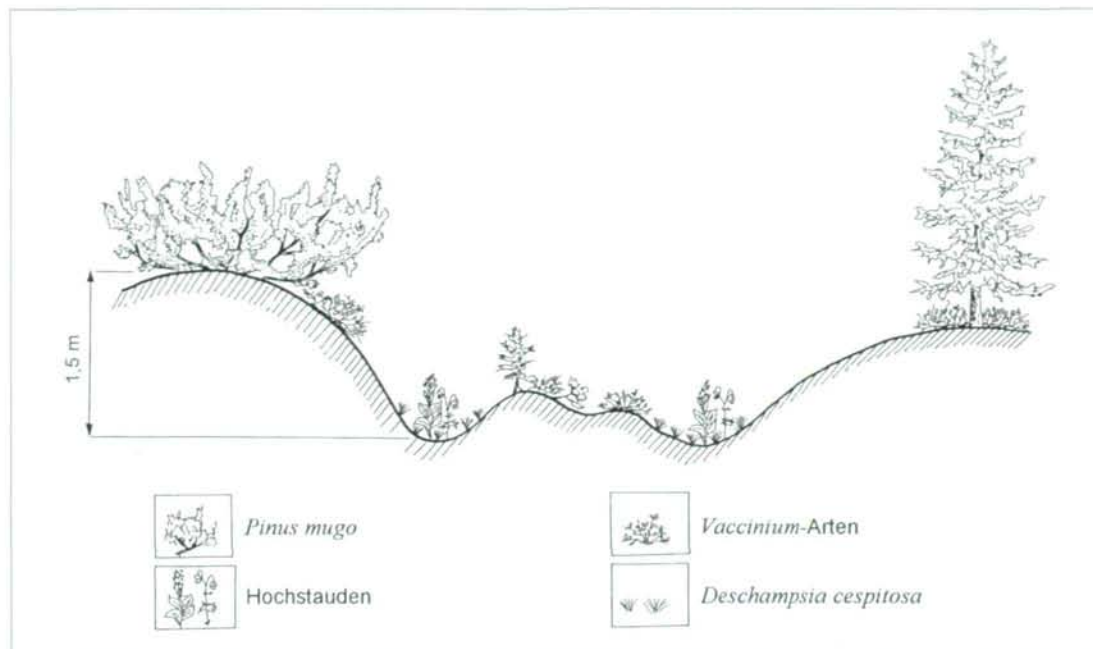 1,5 m
Pinus mugo
Hochstauden
Vaccinium-Arten
Deschampsia cespitosa